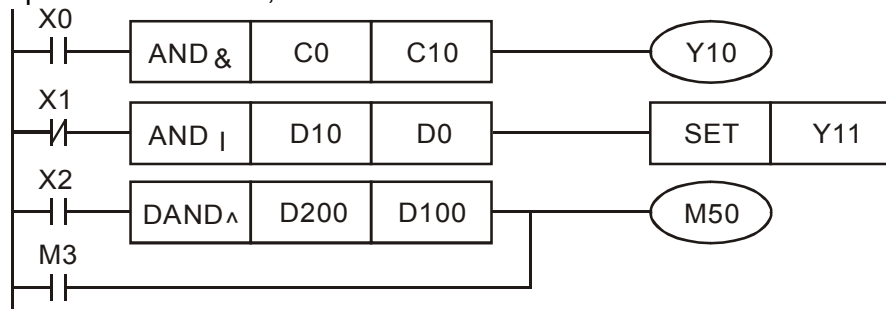 X0
AND & C0 C10 Y10
X1
AND | D10 D0 SET Y11
X2
DAND ^ D200 D100 M50
M3